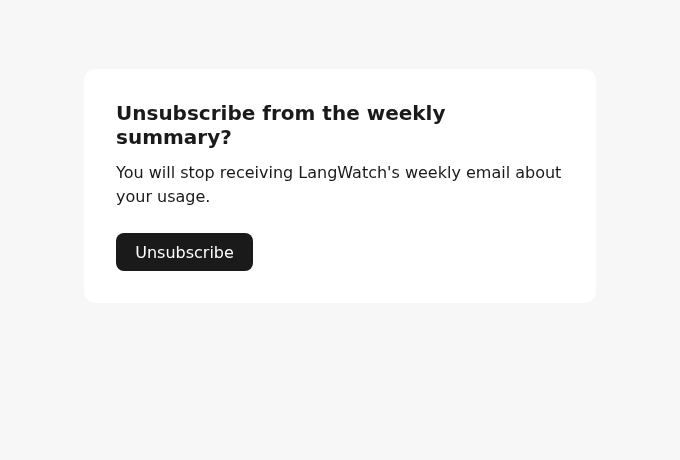 Unsubscribe from the weekly
summary?
You will stop receiving LangWatch's weekly email about
your usage.
Unsubscribe